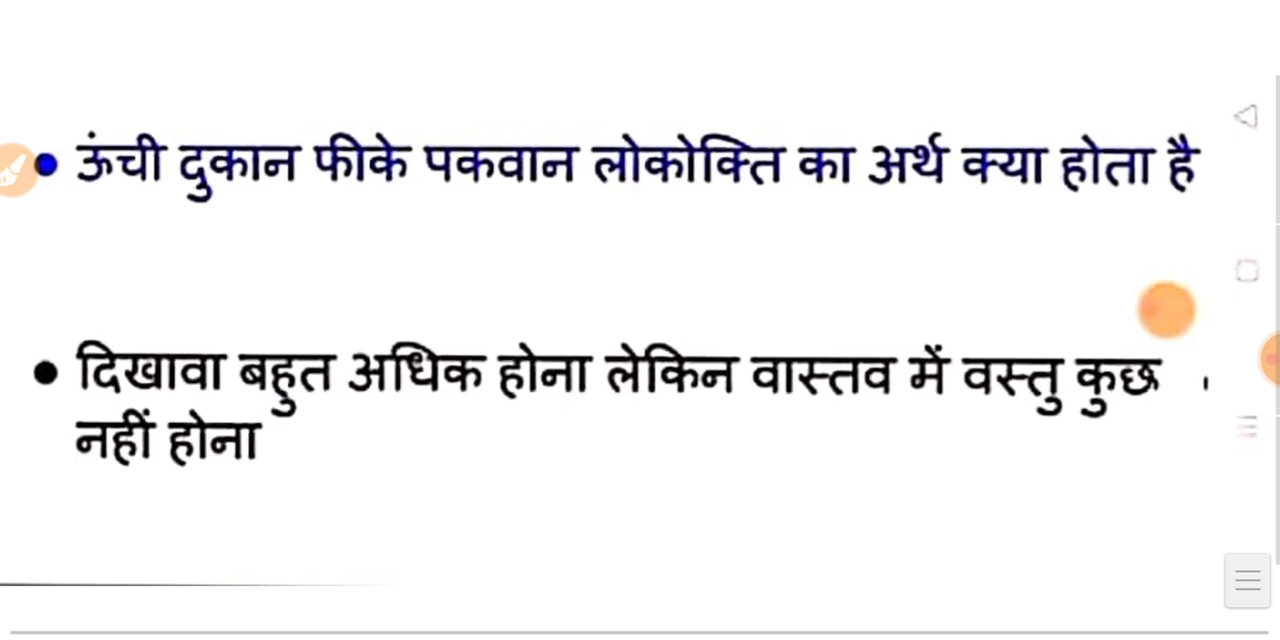 • ऊंची दुकान फीके पकवान लोकोक्ति का अर्थ क्या होता है
• दिखावा बहुत अधिक होना लेकिन वास्तव में वस्तु कुछ
नहीं होना